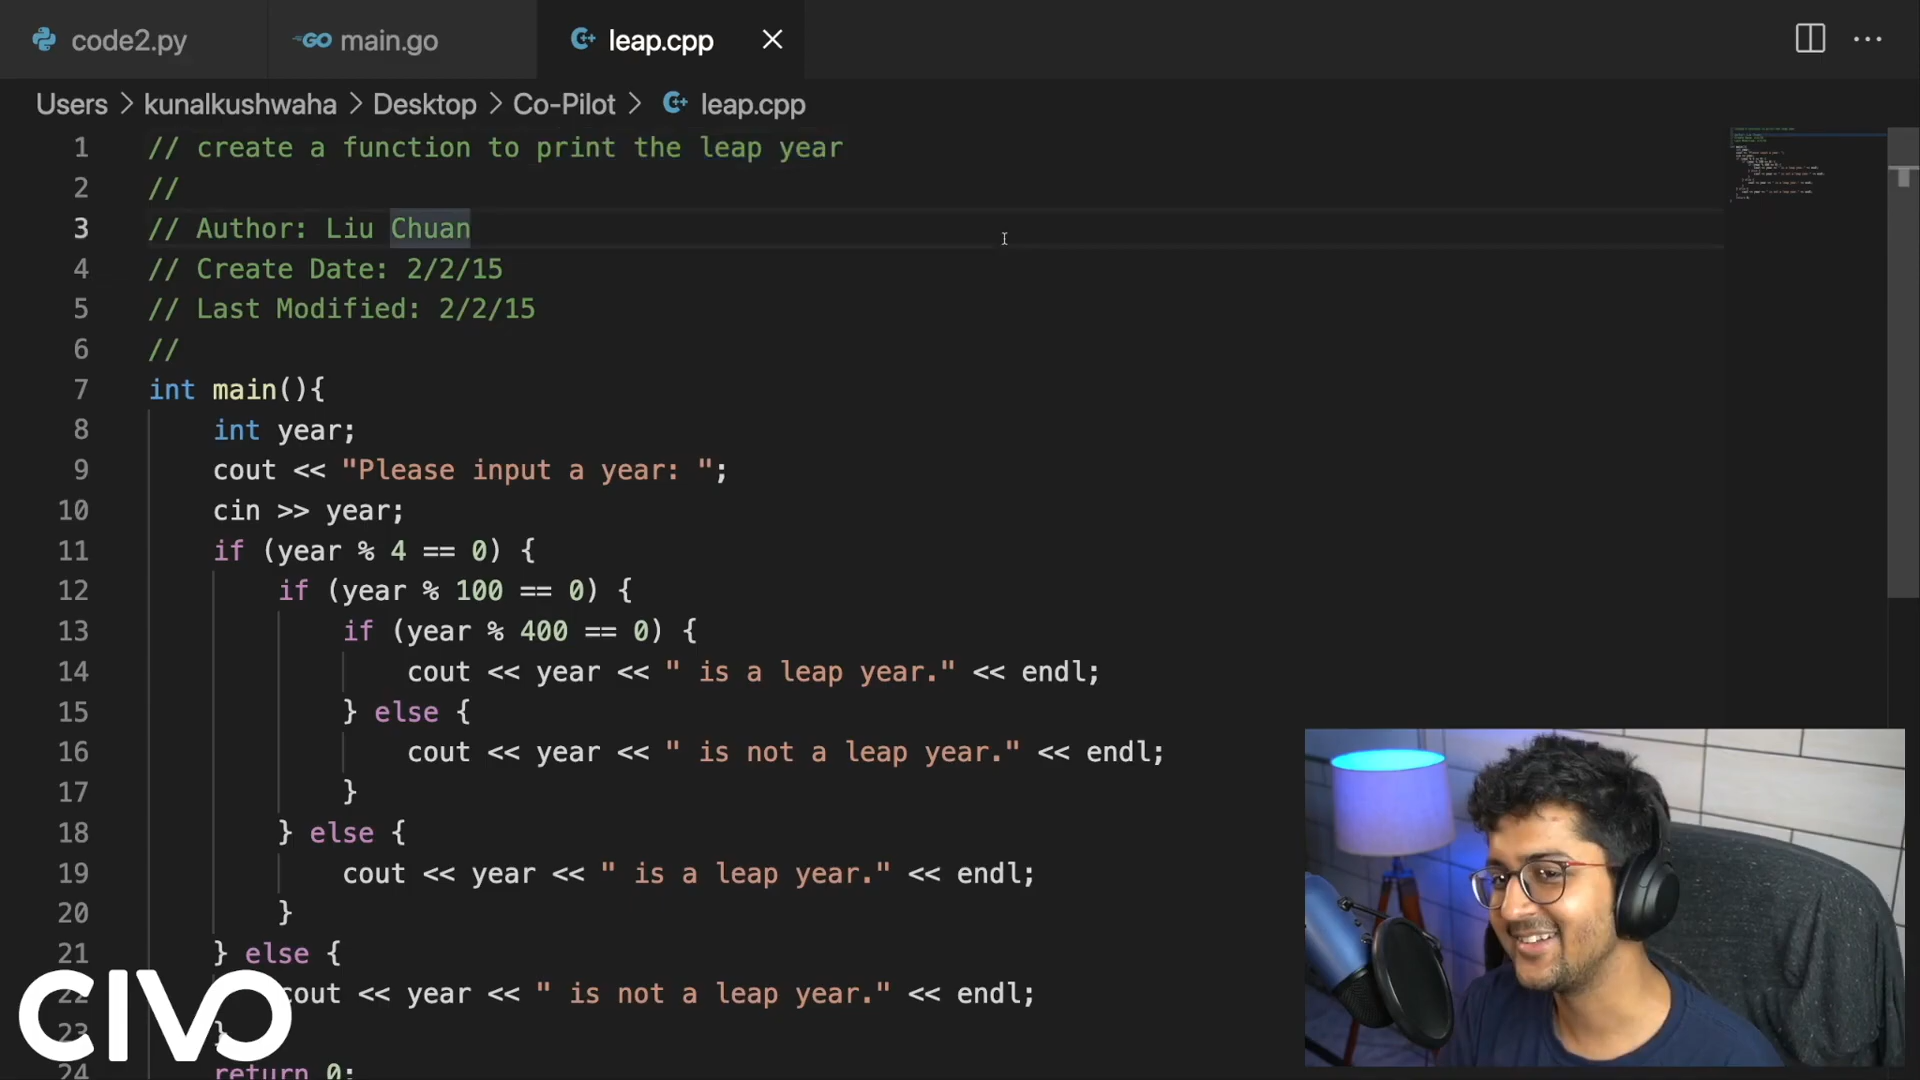 code2.py
GO main.go
leap.cpp
Users > kunalkushwaha > Desktop > Co-Pilot > leap.cpp
1 // create a function to print the leap year
2 //
3 // Author: Liu Chuan
4 // Create Date: 2/2/15
5 // Last Modified: 2/2/15
6 //
7 int main(){
8 int year;
9 cout << "Please input a year: ";
10 cin >> year;
11 if (year % 4 == 0) {
12 if (year % 100 == 0) {
13 if (year % 400 == 0) {
14 cout << year << " is a leap year." << endl;
15 } else {
16 cout << year << " is not a leap year." << endl;
17 }
18 } else {
19 cout << year << " is a leap year." << endl;
20 }
21 } else {
22 cout << year << " is not a leap year." << endl;
23 }
24 return 0;
CIVO